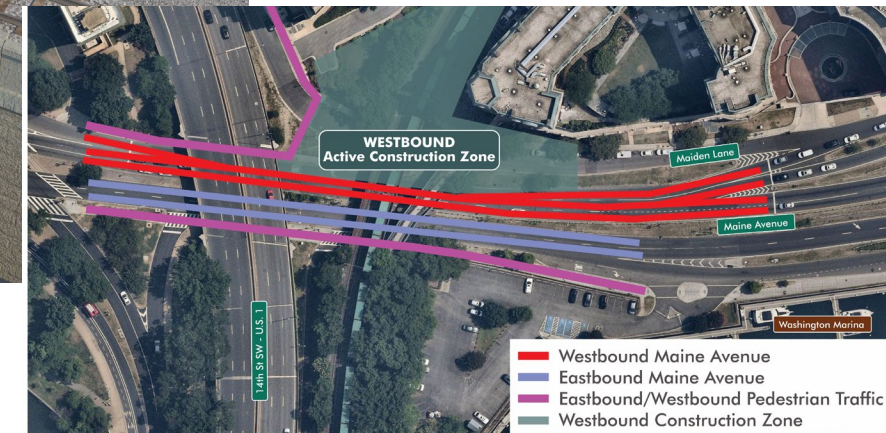 WESTBOUND
Active Construction Zone
Maiden Lane
Maine Avenue
14th St SW - U.S. 1
Washington Marina
Westbound Maine Avenue
Eastbound Maine Avenue
Eastbound/Westbound Pedestrian Traffic
Westbound Construction Zone